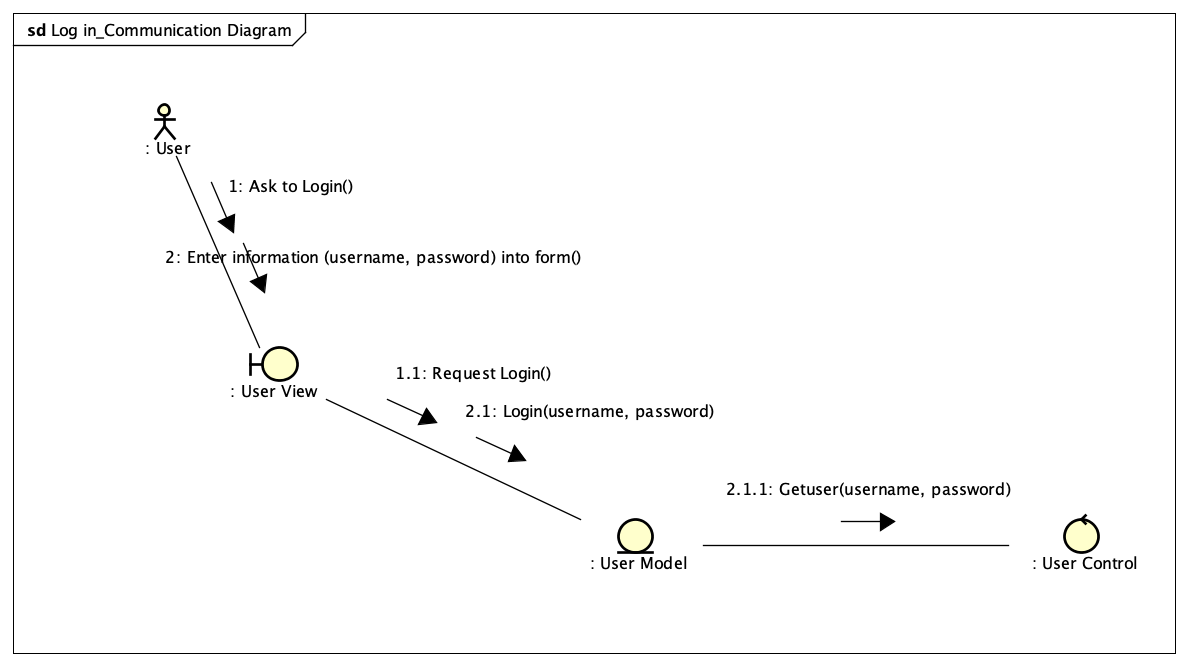 sd Log in_Communication Diagram
: User
1: Ask to Login()
2: Enter information (username, password) into form()
: User View
1.1: Request Login()
2.1: Login(username, password)
2.1.1: Getuser(username, password)
: User Model
: User Control